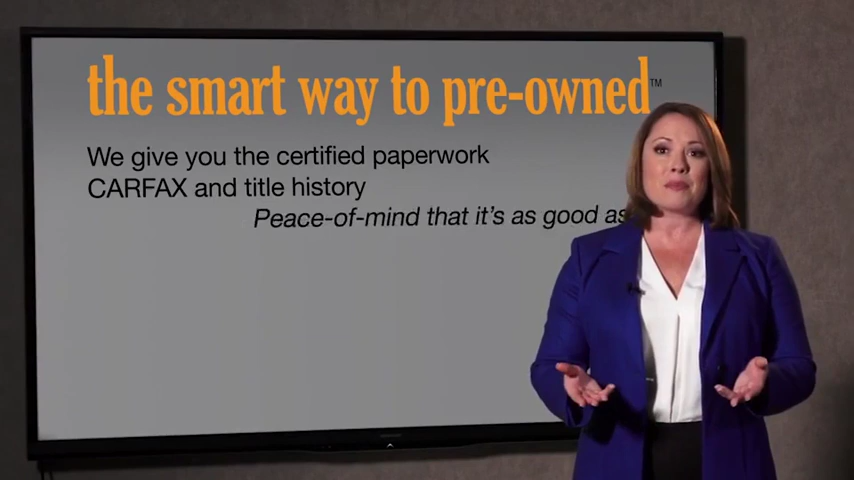 the smart way to pre-owned™
We give you the certified paperwork
CARFAX and title history
Peace-of-mind that it's as good as